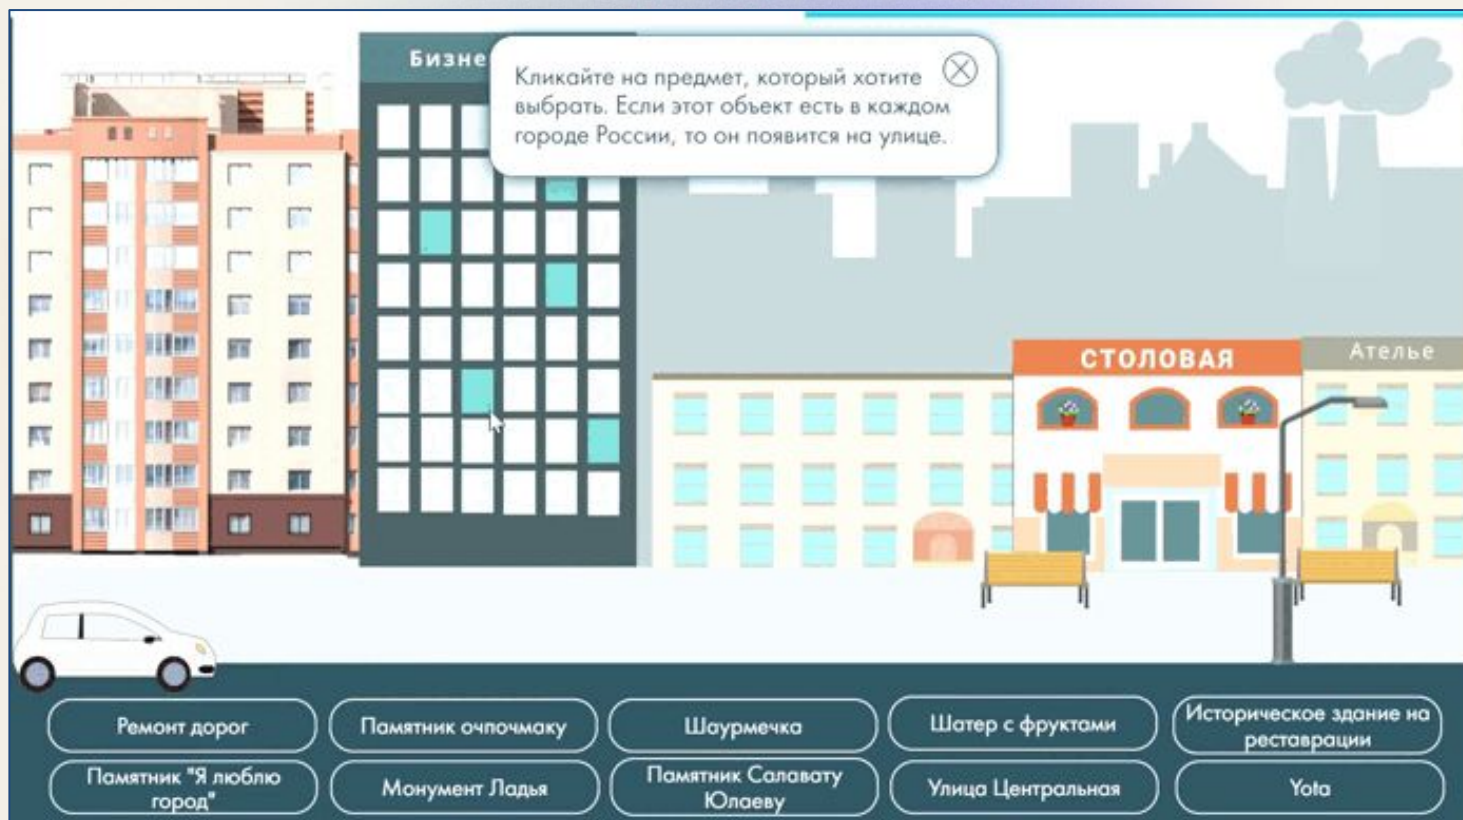 Бизне
Кликайте на предмет, который хотите
выбрать. Если этот объект есть в каждом
городе России, то он появится на улице.
СТОЛОВАЯ
Ателье
Ремонт дорог
Памятник очпочмаку
Шаурмечка
Шатер с фруктами
Историческое здание на
реставрации
Памятник "Я люблю
город"
Монумент Ладья
Памятник Салавату
Юлаеву
Улица Центральная
Yota